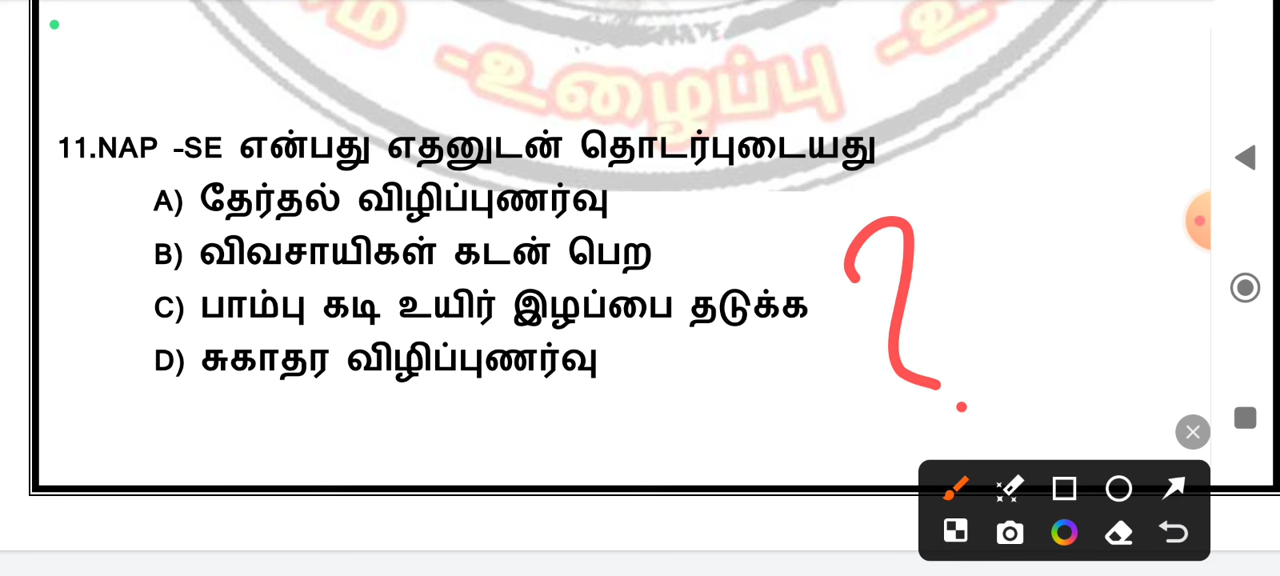 -உழைப்பு -உ
11.NAP -SE என்பது எதனுடன் தொடர்புடையது
A) தேர்தல் விழிப்புணர்வு
B) விவசாயிகள் கடன் பெற
C) பாம்பு கடி உயிர் இழப்பை தடுக்க
D) சுகாதர விழிப்புணர்வு
?